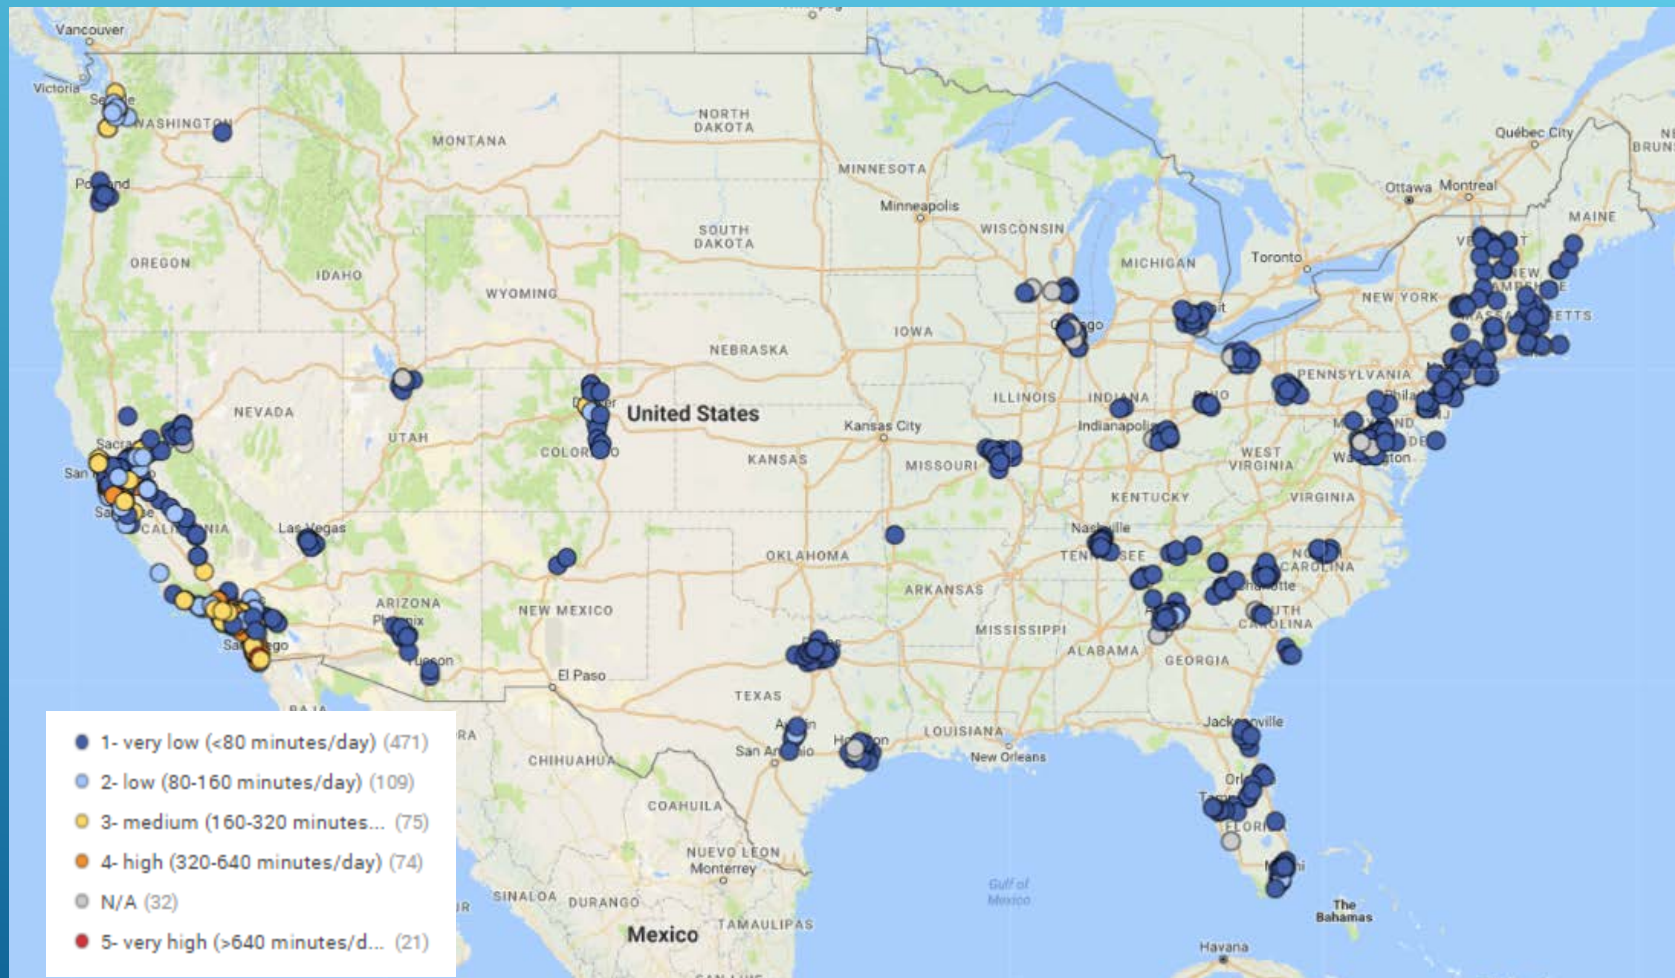 Vancouver
Victoria
WASHINGTON
MONTANA
NORTH
DAKOTA
MINNESOTA
Québec City
Ottawa
Montreal
MAINE
Minneapolis
SOUTH
DAKOTA
WISCONSIN
MICHIGAN
Toronto
OREGON
IDAHO
WYOMING
NEW YORK
IOWA
NEBRASKA
PENNSYLVANIA
NEVADA
United States
ILLINOIS
INDIANA
Indianapolis
UTAH
Kansas City
KANSAS
MISSOURI
WEST
VIRGINIA
KENTUCKY
VIRGINIA
Las Vegas
Nashville
OKLAHOMA
TENNESSEE
CAROLINA
ARKANSAS
ARIZONA
NEW MEXICO
MISSISSIPPI
CAROLINA
ALABAMA
GEORGIA
El Paso
TEXAS
Jacksonville
LOUISIANA
New Orleans
CHIHUAHUA
COAHUILA
NUEVO LEON
Monterrey
SINALOA
DURANGO
TAMAULIPAS
Mexico
Gulf of
Mexico
The
Bahamas
Havana
1- very low (<80 minutes/day) (471)
2- low (80-160 minutes/day) (109)
3- medium (160-320 minutes... (75)
4- high (320-640 minutes/day) (74)
N/A (32)
5- very high (>640 minutes/d... (21)